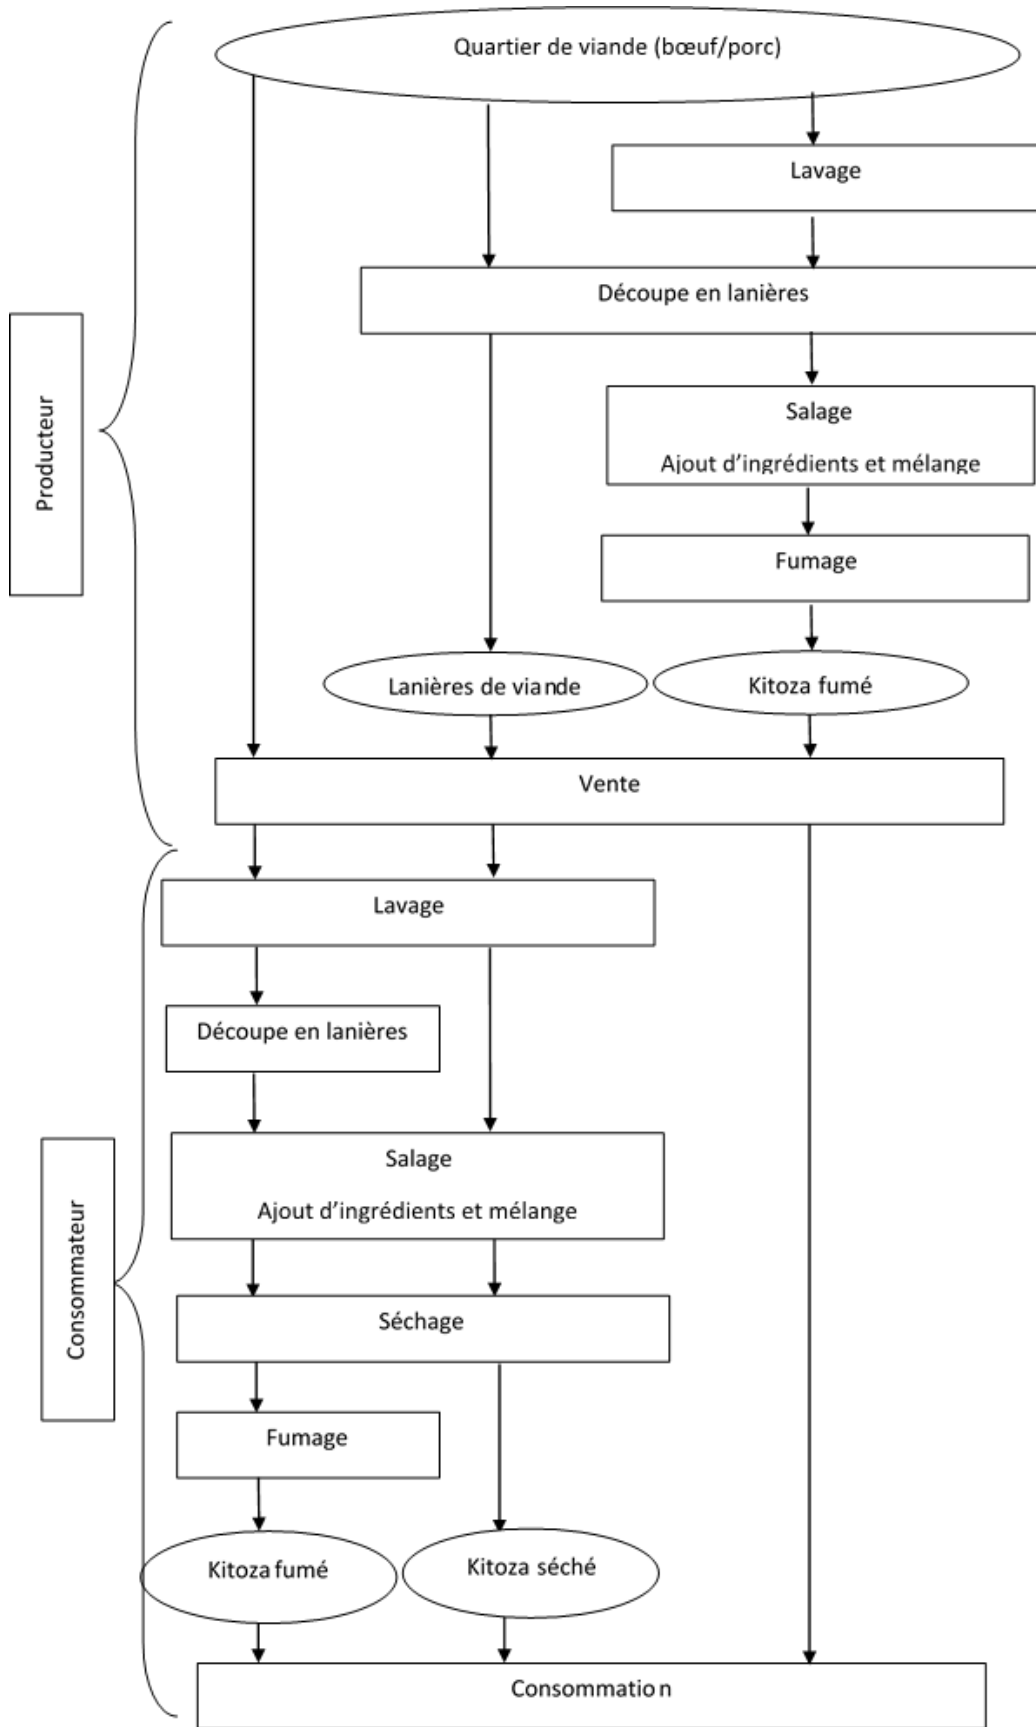 Quartier de viande (bœuf/porc)
Lavage
Découpe en lanières
Salage
Ajout d’ingrédients et mélange
Fumage
Lanières de viande
Kitoza fumé
Vente
Producteur
Lavage
Découpe en lanières
Salage
Ajout d’ingrédients et mélange
Séchage
Fumage
Kitoza fumé
Kitoza séché
Consommation
Consommateur